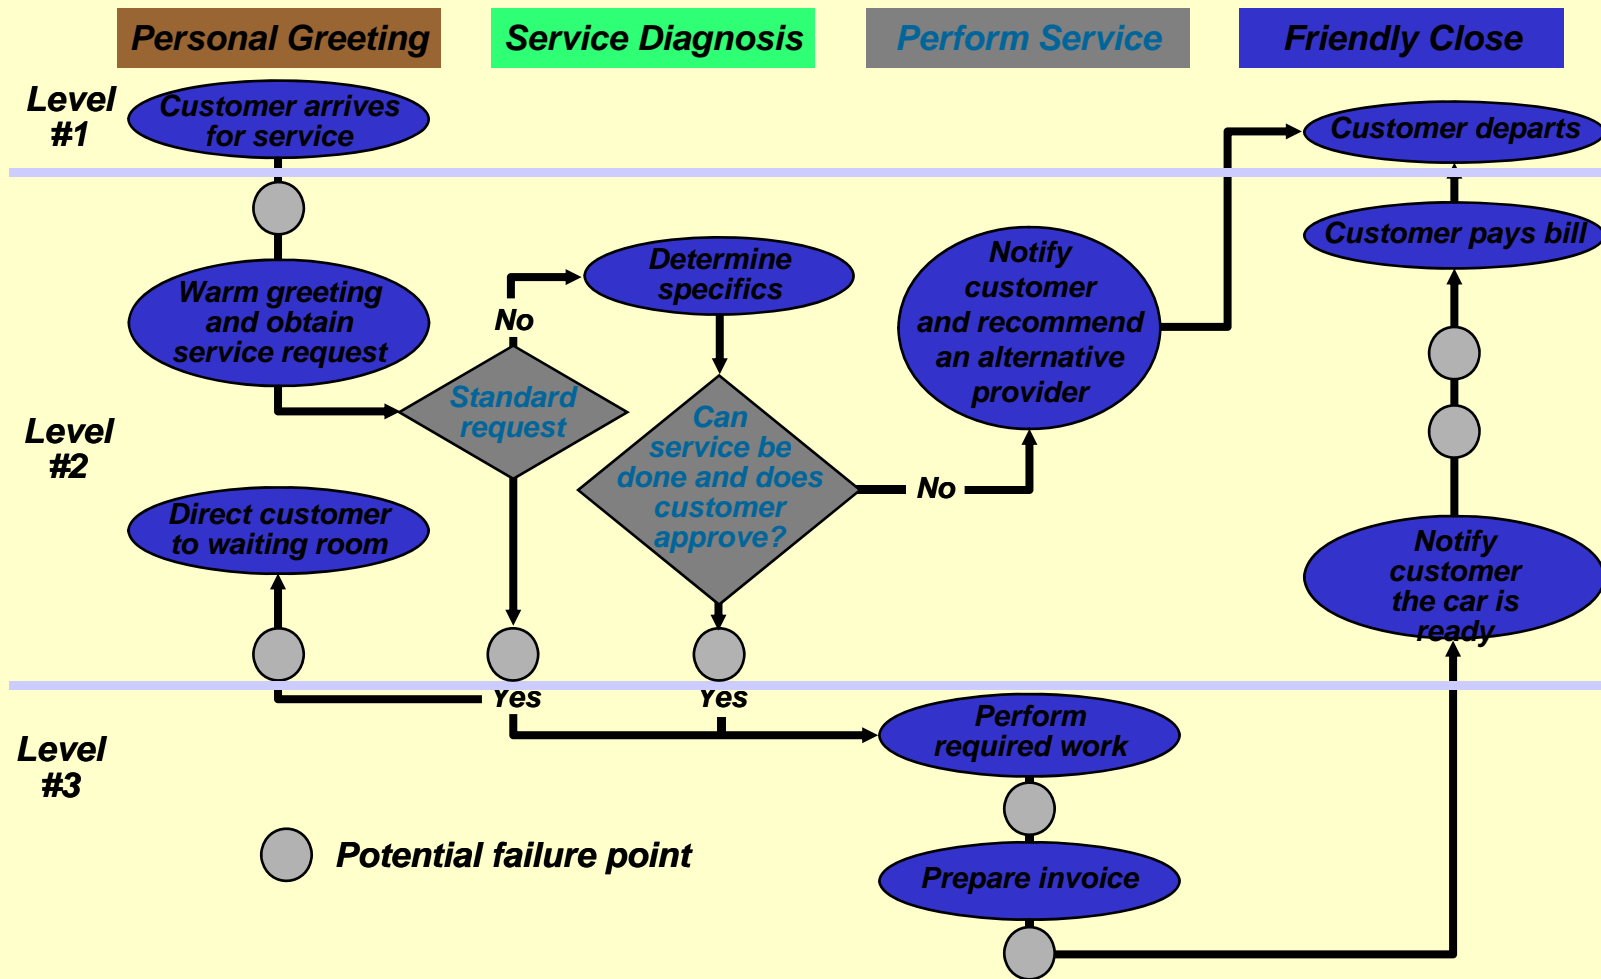 Personal Greeting
Service Diagnosis
Perform Service
Friendly Close
Level
#1
Customer arrives
for service
Customer departs
Customer pays bill
Warm greeting
and obtain
service request
No
Determine
specifics
Notify
customer
and recommend
an alternative
provider
Standard
request
Can
service be
done and does
customer
approve?
No
Level
#2
Direct customer
to waiting room
Notify
customer
the car is
ready
Yes
Yes
Level
#3
Perform
required work
Prepare invoice
Potential failure point